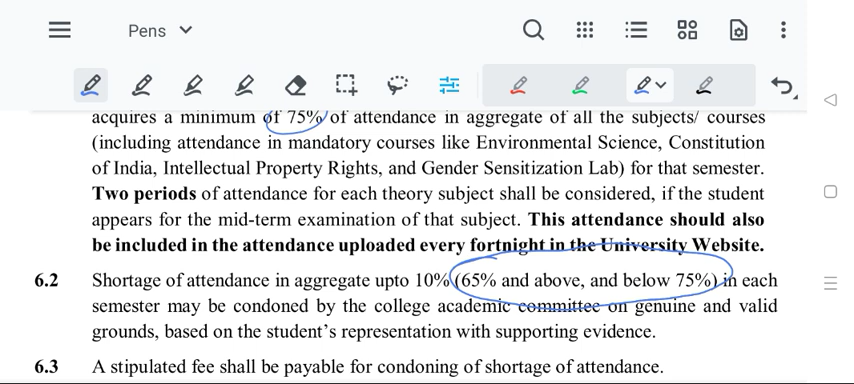 Pens
acquires a minimum of 75% of attendance in aggregate of all the subjects/ courses
(including attendance in mandatory courses like Environmental Science, Constitution
of India, Intellectual Property Rights, and Gender Sensitization Lab) for that semester.
Two periods of attendance for each theory subject shall be considered, if the student
appears for the mid-term examination of that subject. This attendance should also
be included in the attendance uploaded every fortnight in the University Website.
6.2 Shortage of attendance in aggregate upto 10% (65% and above, and below 75%) in each
semester may be condoned by the college academic committee on genuine and valid
grounds, based on the student's representation with supporting evidence.
6.3 A stipulated fee shall be payable for condoning of shortage of attendance.